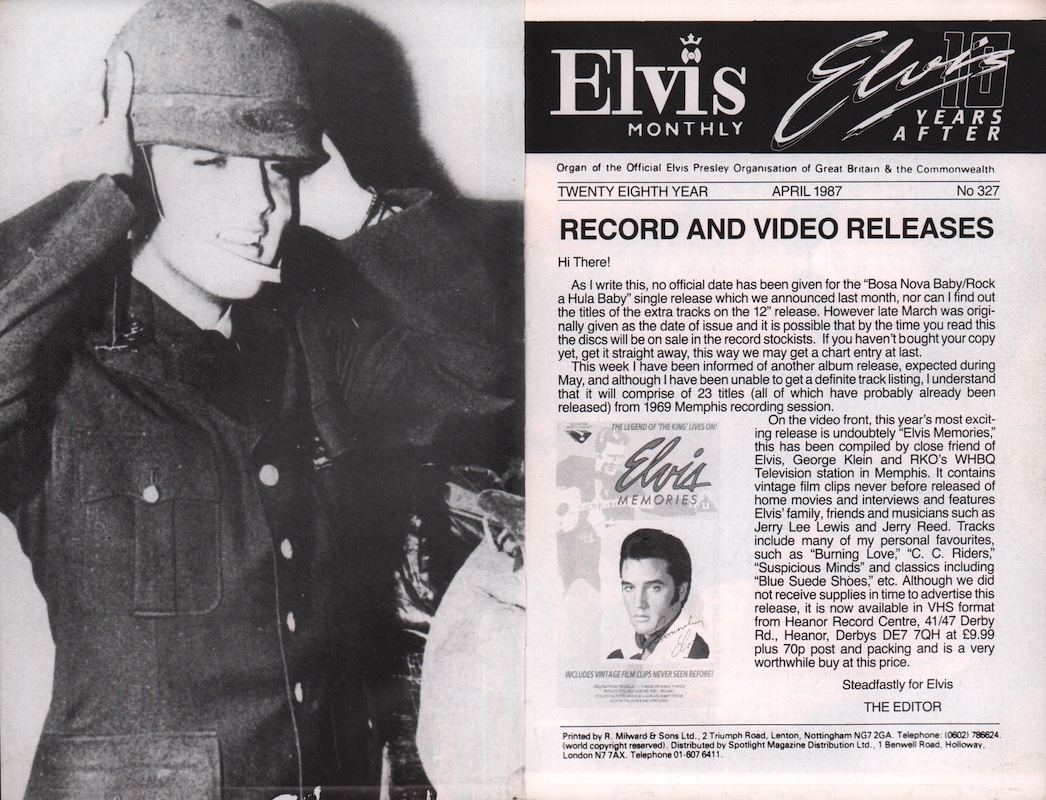 Elvis
MONTHLY
Elvis
10
YEARS
AFTER
Organ of the Official Elvis Presley Organisation of Great Britain & the Commonwealth
TWENTY EIGHTH YEAR APRIL 1987 No 327
RECORD AND VIDEO RELEASES
Hi There!
As I write this, no official date has been given for the “Bosa Nova Baby/Rock
a Hula Baby” single release which we announced last month, nor can I find out
the titles of the extra tracks on the 12” release. However late March was origi-
nally given as the date of issue and it is possible that by the time you read this
the discs will be on sale in the record stockists. If you haven’t bought your copy
yet, get it straight away, this way we may get a chart entry at last.
This week I have been informed of another album release, expected during
May, and although I have been unable to get a definite track listing, I understand
that it will comprise of 23 titles (all of which have probably already been
released) from 1969 Memphis recording session.
On the video front, this year’s most excit-
ing release is undoubtely “Elvis Memories,”
this has been compiled by close friend of
Elvis, George Klein and RKO’s WHBQ
Television station in Memphis. It contains
vintage film clips never before released of
home movies and interviews and features
Elvis’ family, friends and musicians such as
Jerry Lee Lewis and Jerry Reed. Tracks
include many of my personal favourites,
such as “Burning Love,” “C. C. Riders,”
“Suspicious Minds” and classics including
“Blue Suede Shoes,” etc. Although we did
not receive supplies in time to advertise this
release, it is now available in VHS format
from Heanor Record Centre, 41/47 Derby
Rd., Heanor, Derbys DE7 7QH at £9.99
plus 70p post and packing and is a very
worthwhile buy at this price.
THE LEGEND OF ‘THE KING’ LIVES ON!
Elvis
MEMORIES
INCLUDES VINTAGE FILM CLIPS NEVER SEEN BEFORE!
Steadfastly for Elvis
THE EDITOR
Printed by R. Milward & Sons Ltd., 2 Triumph Road, Lenton, Nottingham NG7 2GA. Telephone: (0602) 786624.
(world copyright reserved). Distributed by Spotlight Magazine Distribution Ltd., 1 Benwell Road, Holloway,
London N7 7AX. Telephone 01-607 6411.